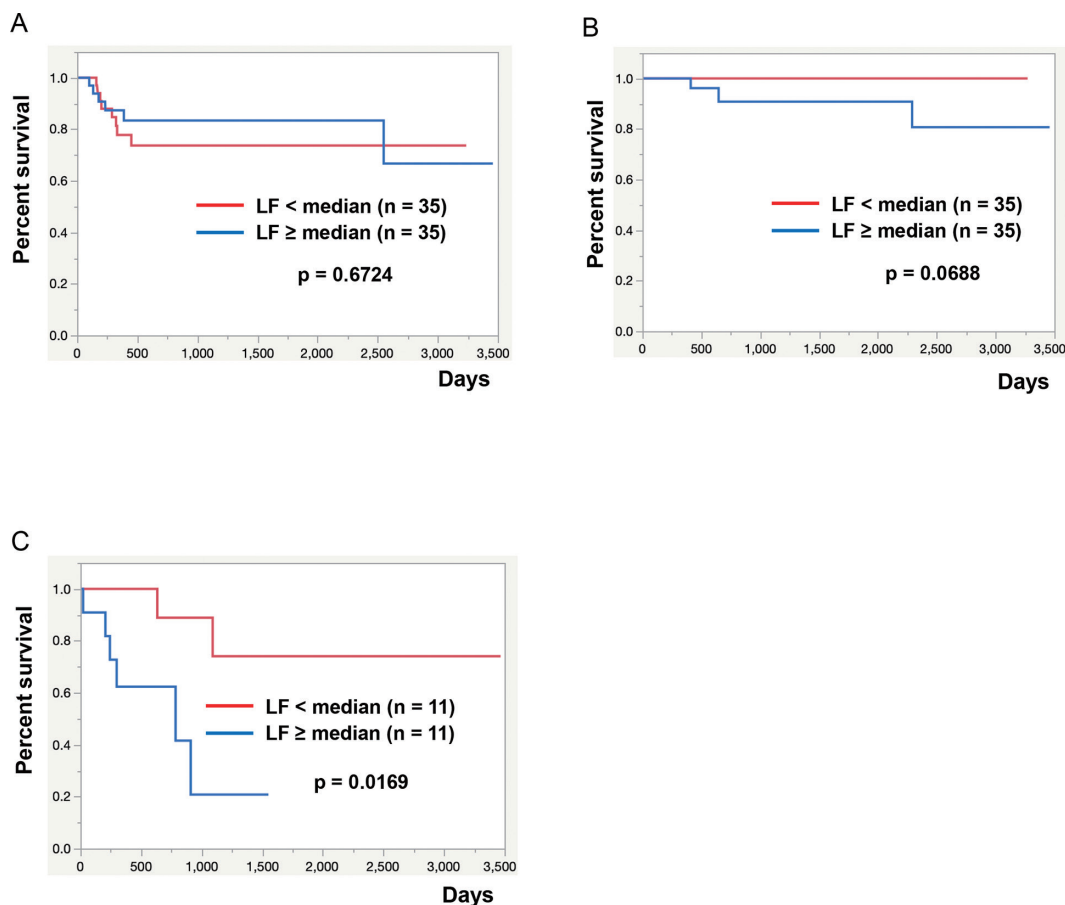 A
Percent survival
1.0
0.8
0.6
0.4
0.2
0.0
LF < median (n = 35)
LF ≥ median (n = 35)
p = 0.6724
0 500 1,000 1,500 2,000 2,500 3,000 3,500
Days
B
Percent survival
1.0
0.8
0.6
0.4
0.2
0.0
LF < median (n = 35)
LF ≥ median (n = 35)
p = 0.0688
0 500 1,000 1,500 2,000 2,500 3,000 3,500
Days
C
Percent survival
1.0
0.8
0.6
0.4
0.2
0.0
LF < median (n = 11)
LF ≥ median (n = 11)
p = 0.0169
0 500 1,000 1,500 2,000 2,500 3,000 3,500
Days